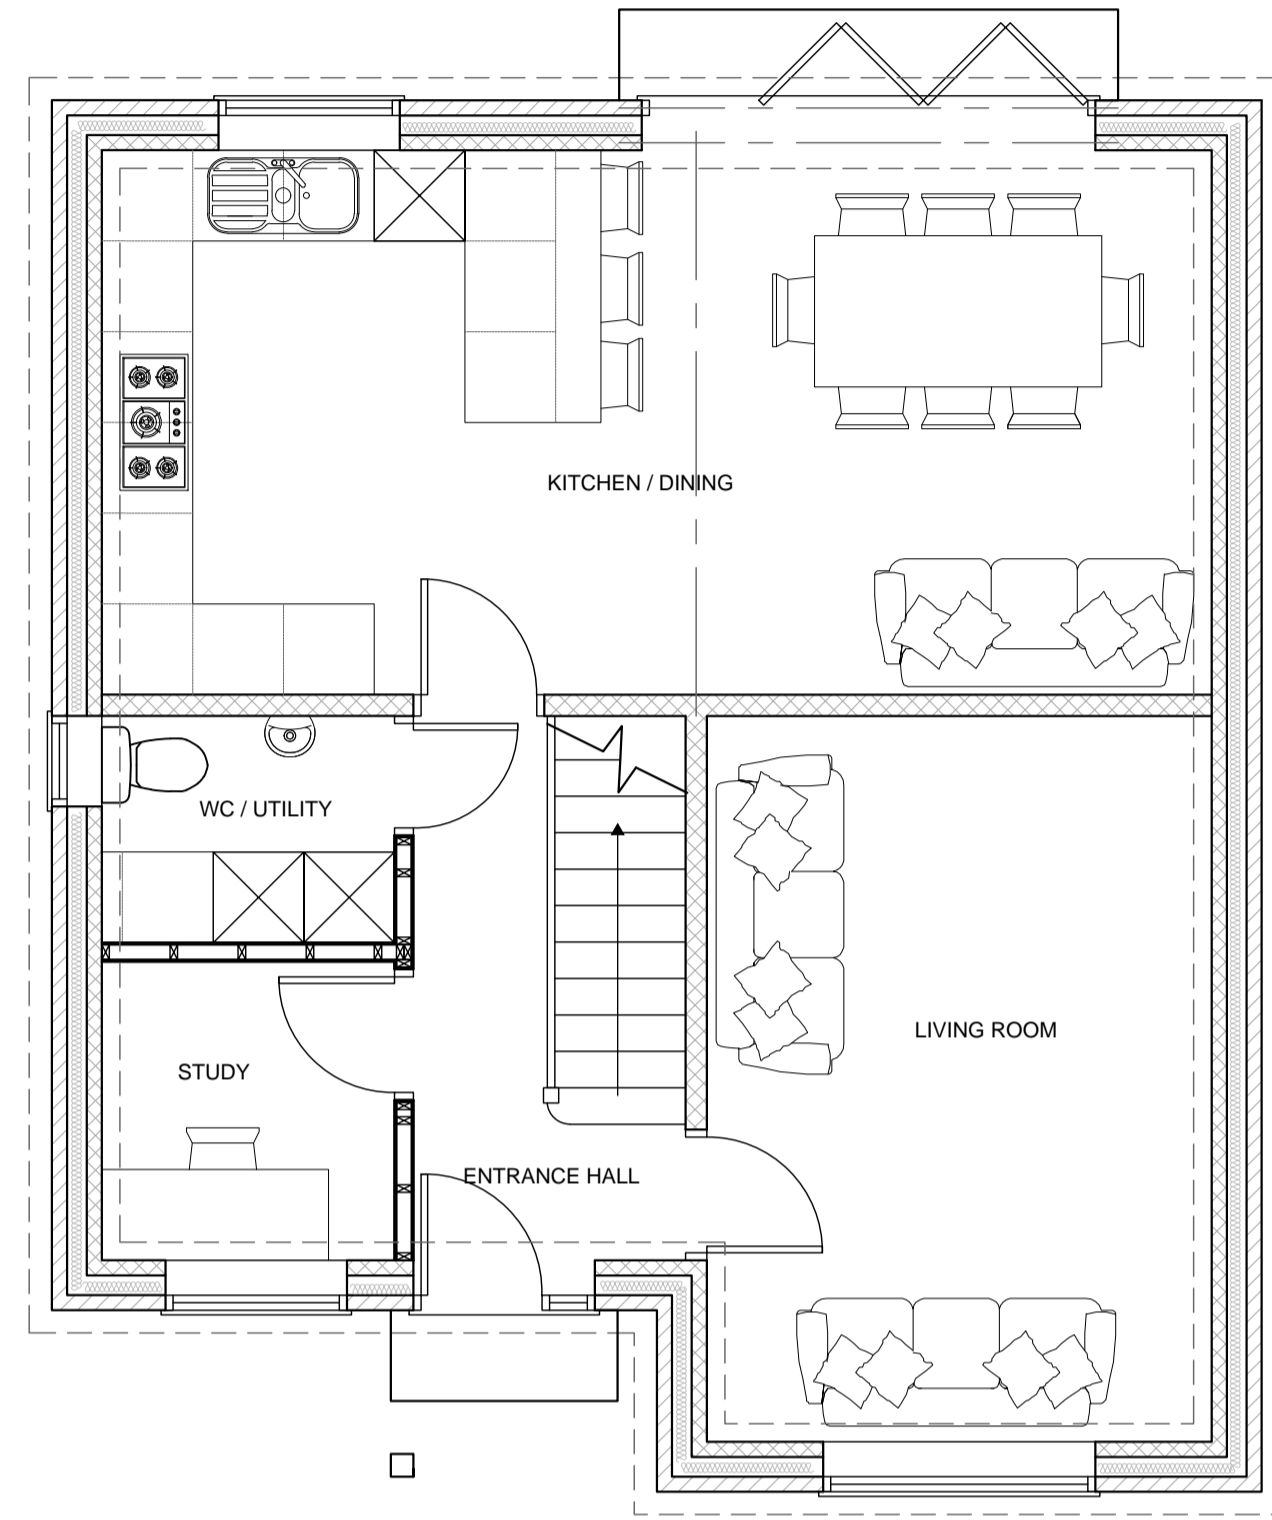 KITCHEN / DINING
WC / UTILITY
LIVING ROOM
STUDY
ENTRANCE HALL